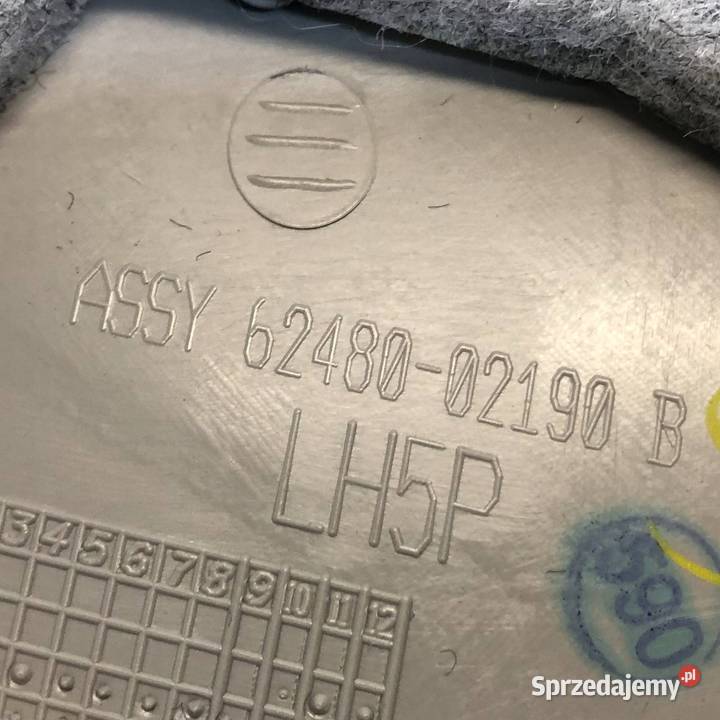 ASSY 62480-02190 B
LH5P
3 4 5 6 7 8 9 10 11 12
590
Sprzedajemy.pl